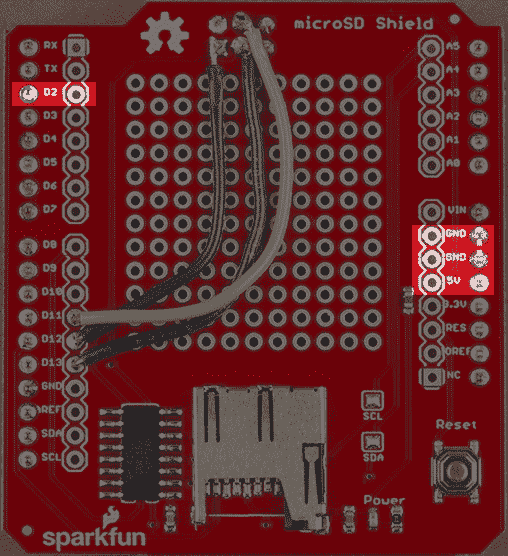 microSD Shield
RX
TX
D2
D3
D4
D5
D6
D7
D8
D9
D10
D11
D12
D13
GND
OREF
SDA
SCL
A5
A4
A3
A2
A1
A0
VIN
GND
GND
5V
3.3V
RES
OREF
NC
SCL
SDA
Reset
Power
sparkfun